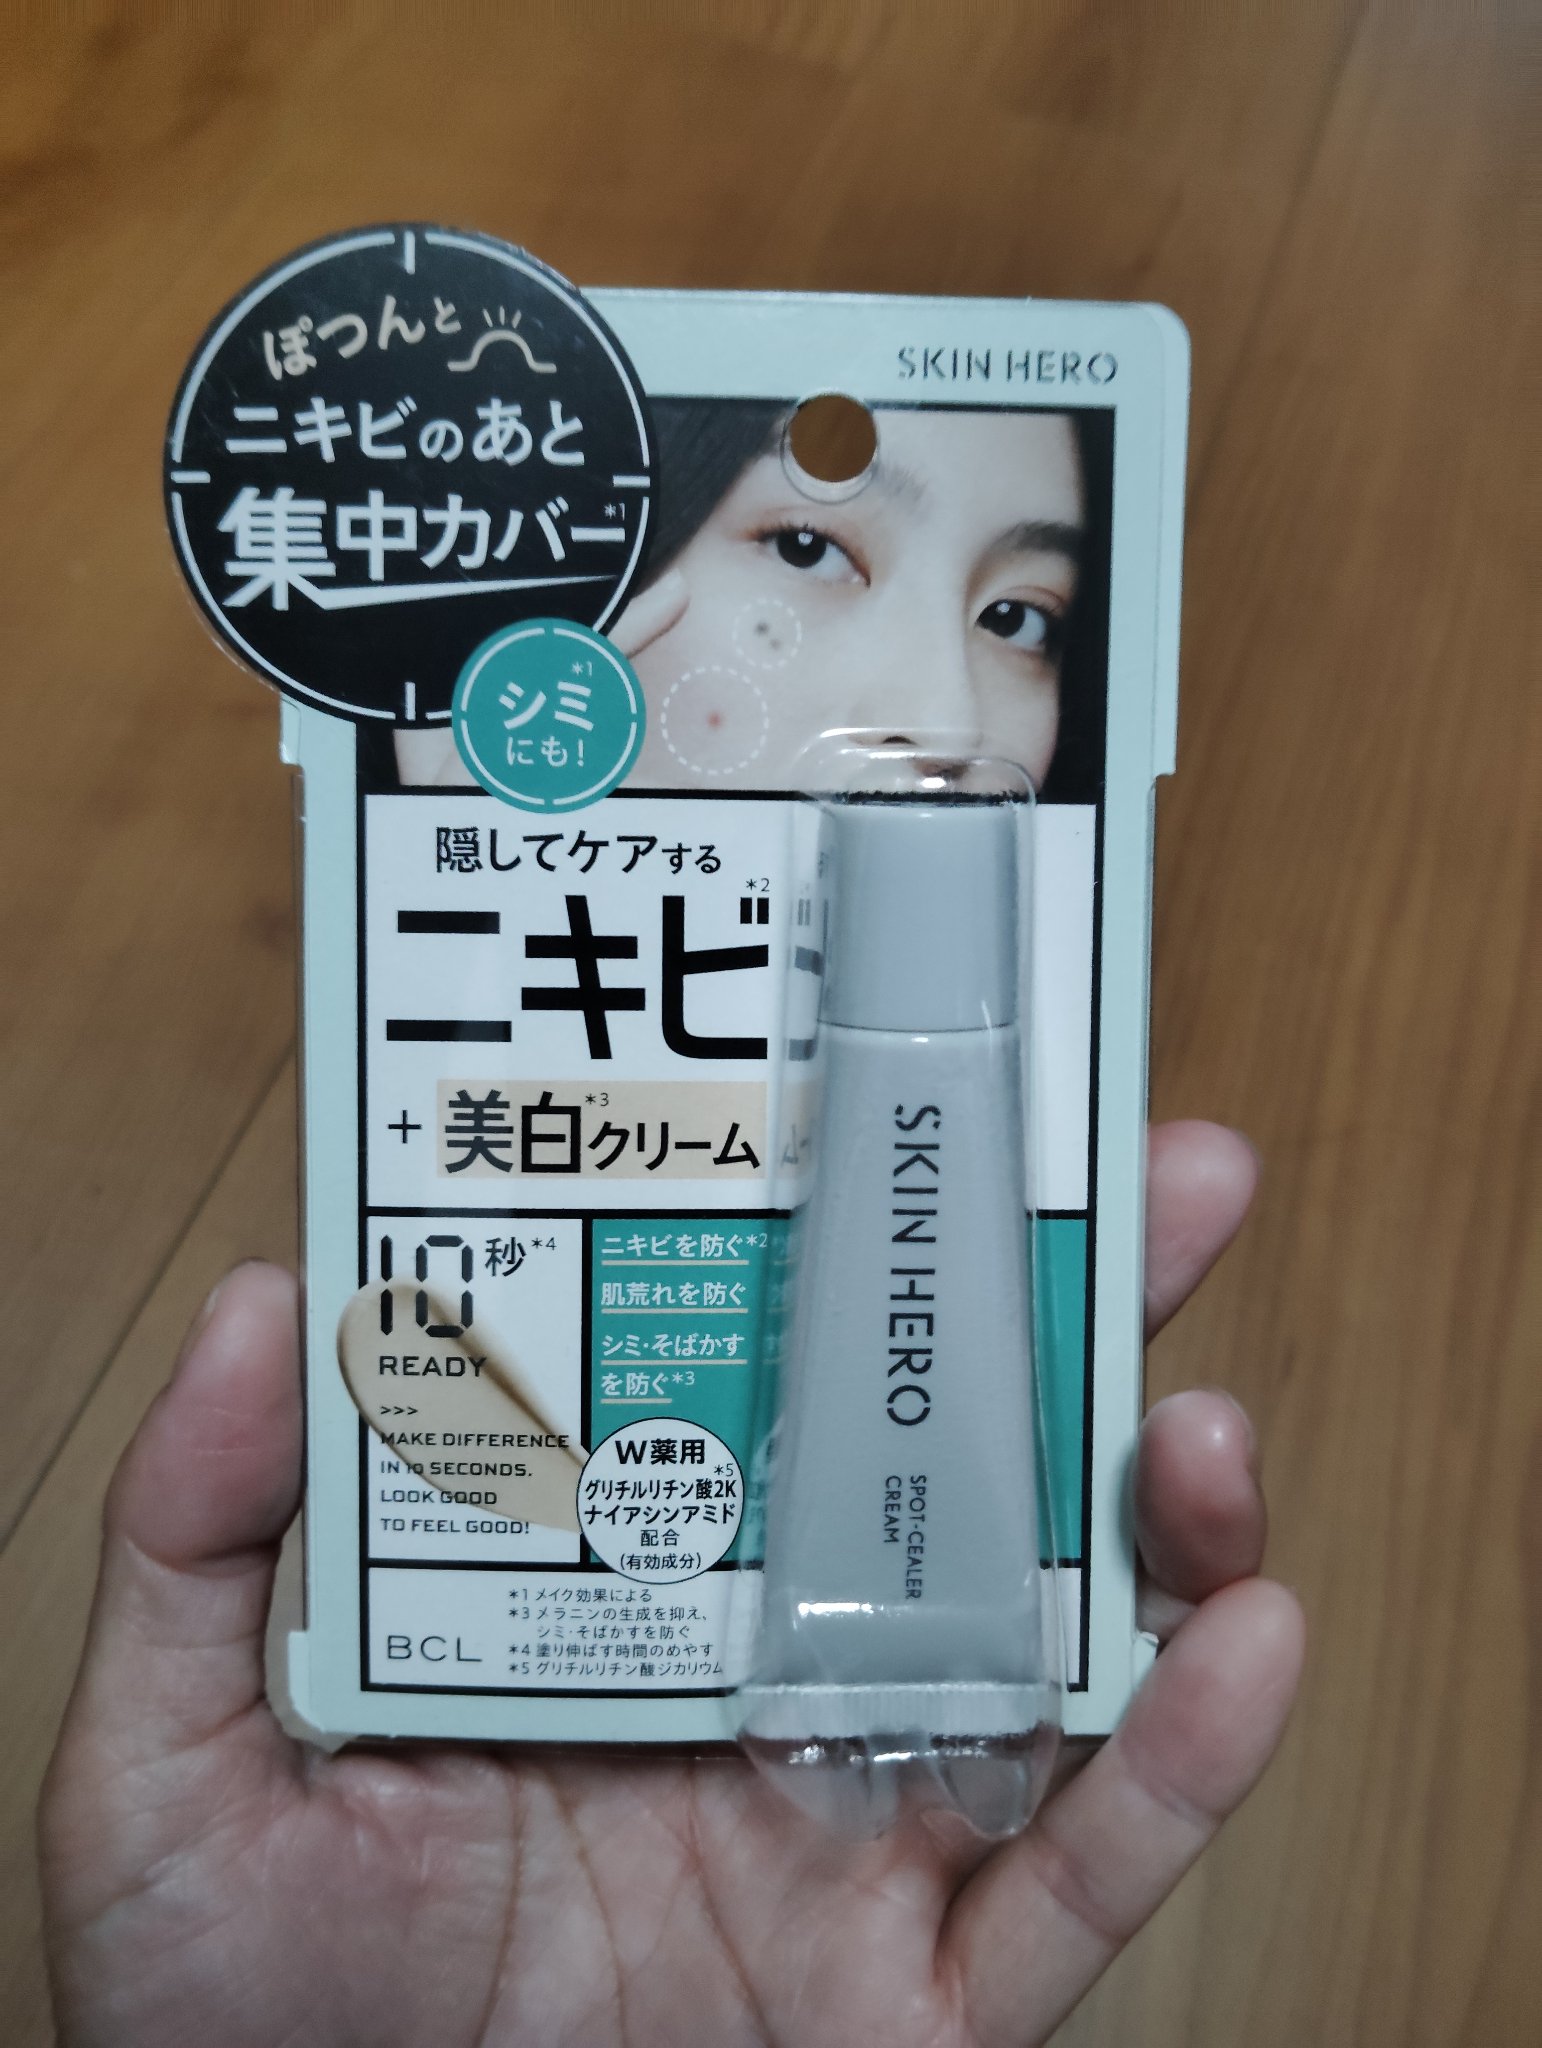 ぽつんと
ニキビのあと
集中カバー*1
シミ*1
にも!
SKIN HERO
隠してケアする
ニキビ*2
+美白*3クリーム
10秒*4
READY
>>>
MAKE DIFFERENCE
IN 10 SECONDS.
LOOK GOOD
TO FEEL GOOD!
ニキビを防ぐ*2
肌荒れを防ぐ
シミ・そばかす
を防ぐ*3
W薬用
グリチルリチン酸2K*5
ナイアシンアミド
配合
(有効成分)
BCL
*1 メイク効果による
*3 メラニンの生成を抑え、
シミ・そばかすを防ぐ
*4 塗り伸ばす時間のめやす
*5 グリチルリチン酸ジカリウム
SKIN HERO
SPOT-CEALER
CREAM